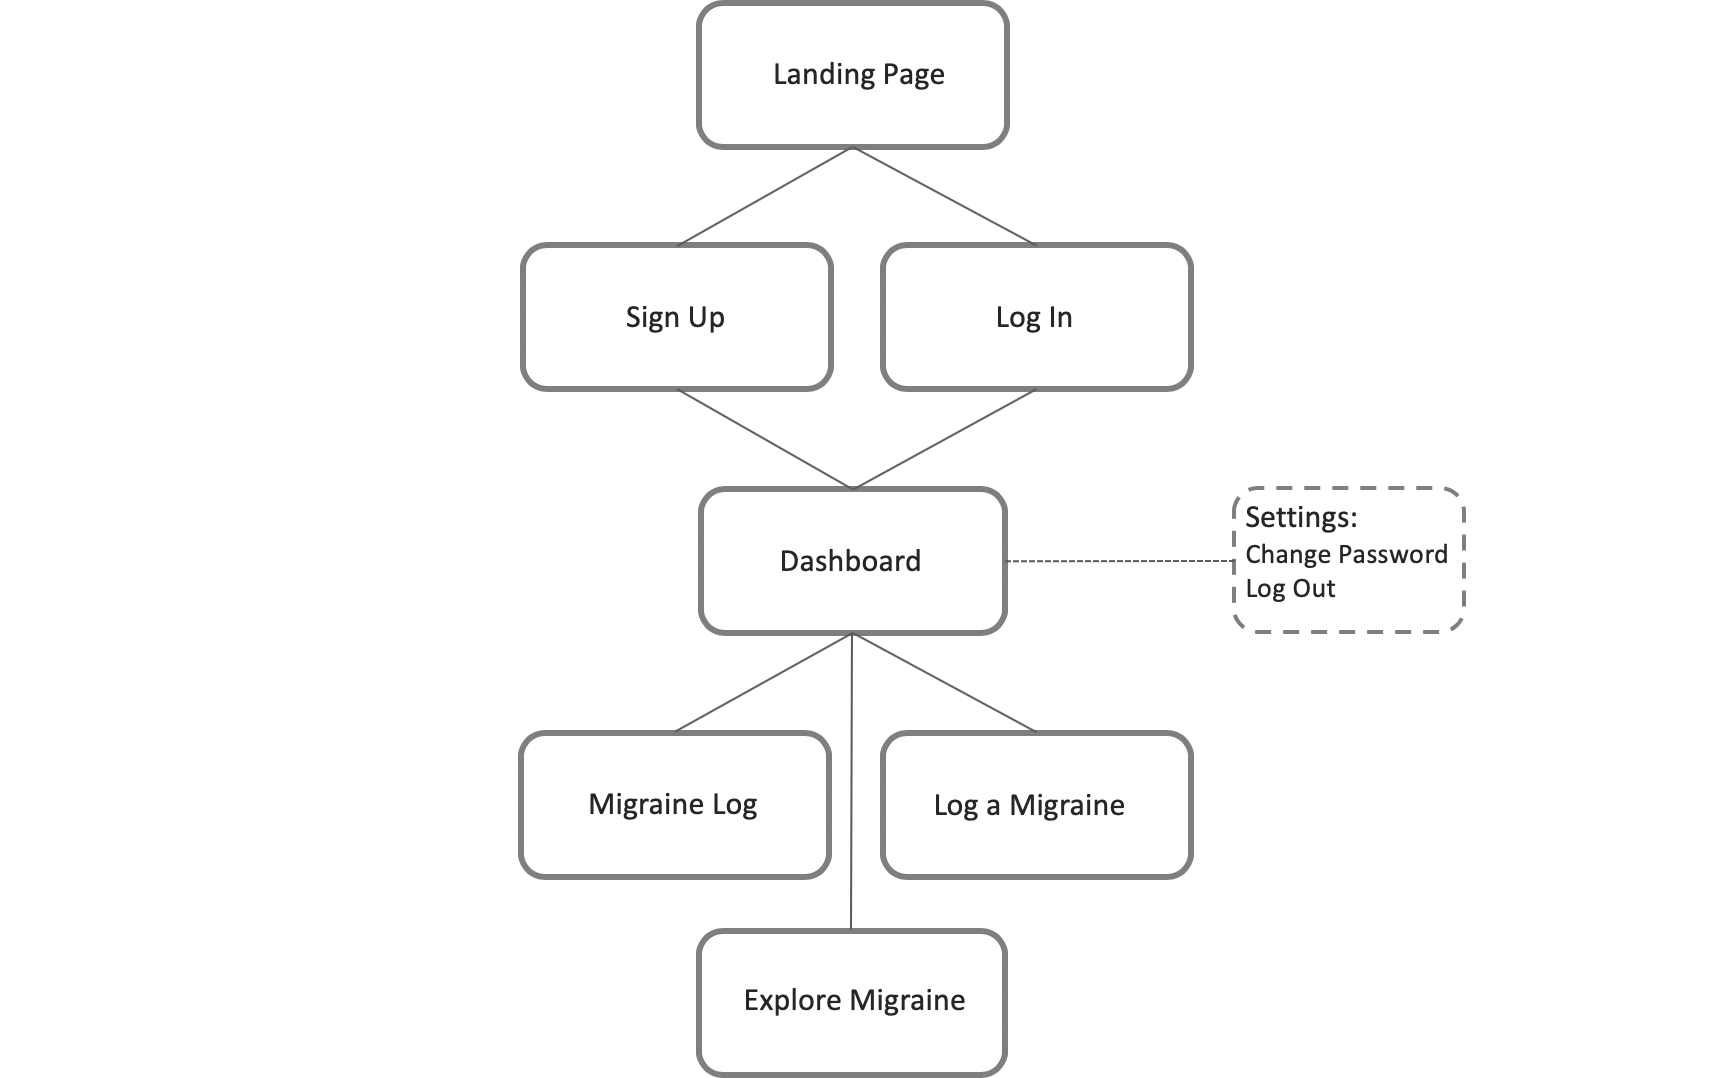 Landing Page
Sign Up
Log In
Dashboard
Settings:
Change Password
Log Out
Migraine Log
Log a Migraine
Explore Migraine